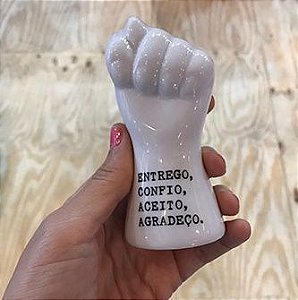 ENTREGO,
CONFIO,
ACEITO,
AGRADEÇO.